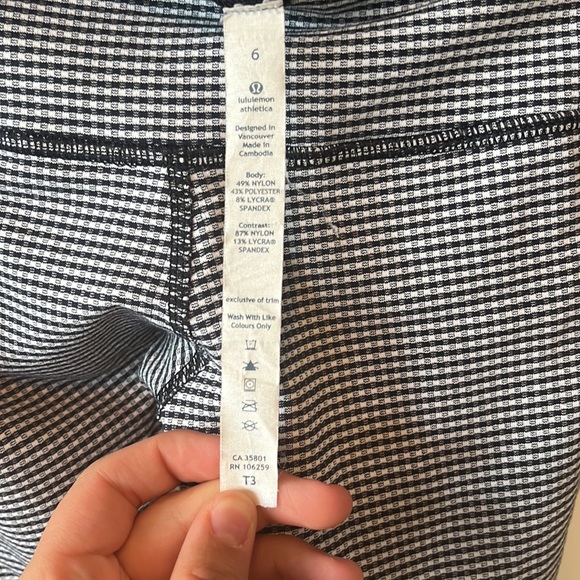 6
lululemon
athletica
Designed in
Vancouver
Made in
Cambodia
Body:
49% NYLON
43% POLYESTER
8% LYCRA®
SPANDEX
Contrast:
87% NYLON
13% LYCRA®
SPANDEX
exclusive of trim
Wash With Like
Colours Only
CA 35801
RN 106259
T3